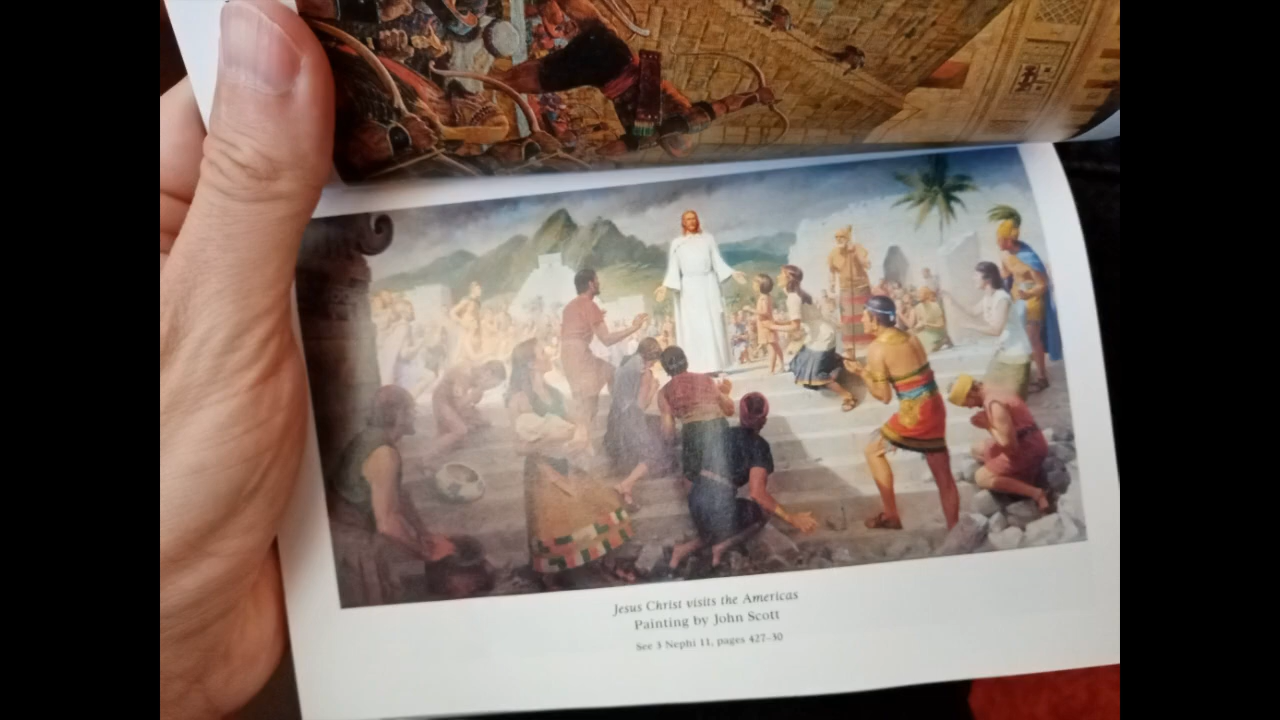 Jesus Christ visits the Americas
Painting by John Scott
See 3 Nephi 11, pages 427–30